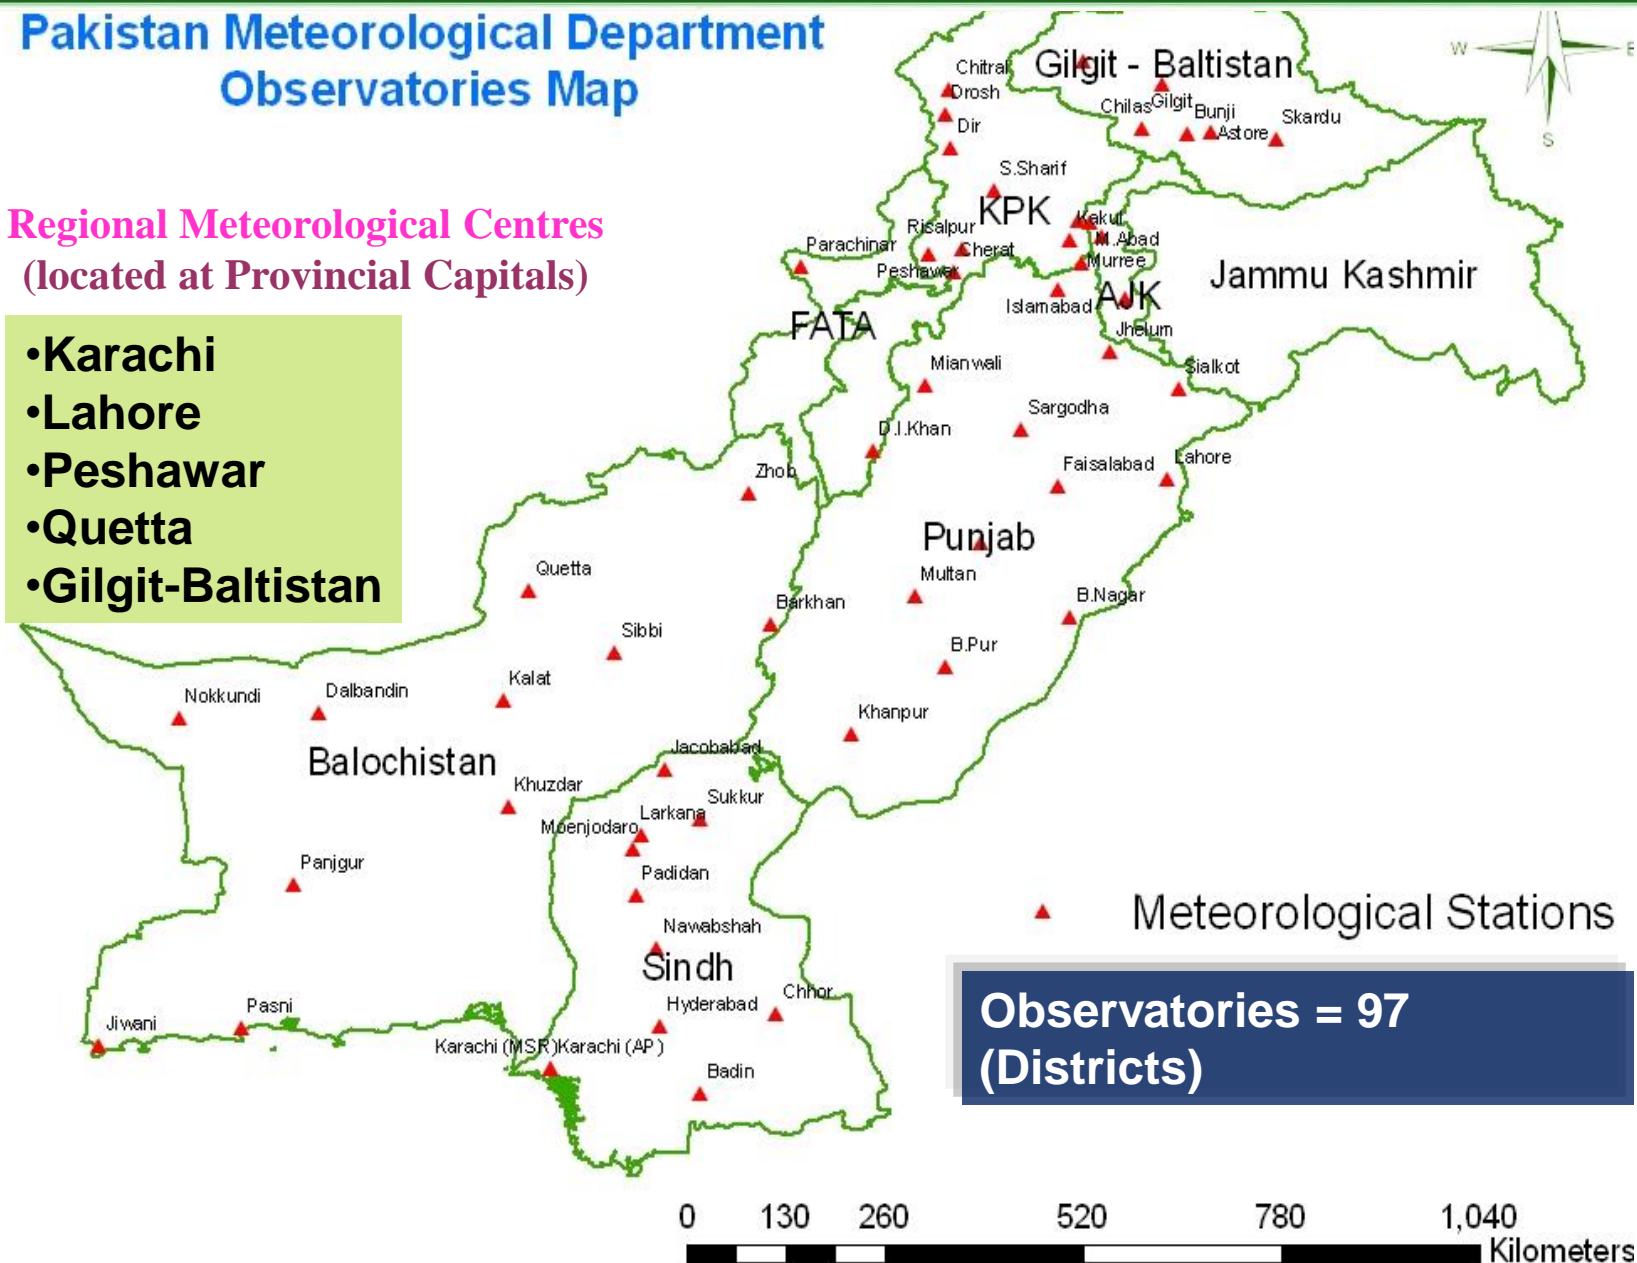 Pakistan Meteorological Department
Observatories Map
Regional Meteorological Centres
(located at Provincial Capitals)
•Karachi
•Lahore
•Peshawar
•Quetta
•Gilgit-Baltistan
W
E
S
Gilgit - Baltistan
Chitral
Drosh
Dir
Chilas
Gilgit
Bunji
Astore
Skardu
S.Sharif
KPK
Kakul
Risalpur
M.Abad
Parachinar
Cherat
Peshawar
Murree
Jammu Kashmir
Islamabad
AJK
FATA
Jhelum
Mianwali
Sialkot
Sargodha
D.I.Khan
Zhob
Faisalabad
Lahore
Punjab
Quetta
Multan
Barkhan
B.Nagar
Sibbi
B.Pur
Kalat
Nokkundi
Dalbandin
Khanpur
Balochistan
Jacobabad
Khuzdar
Sukkur
Larkana
Moenjodaro
Panjgur
Padidan
Nawabshah
Sindh
Hyderabad
Chhor
Pasni
Jiwani
Karachi (MSR)Karachi (AP)
Badin
Meteorological Stations
Observatories = 97
(Districts)
0 130 260 520 780 1,040
Kilometers